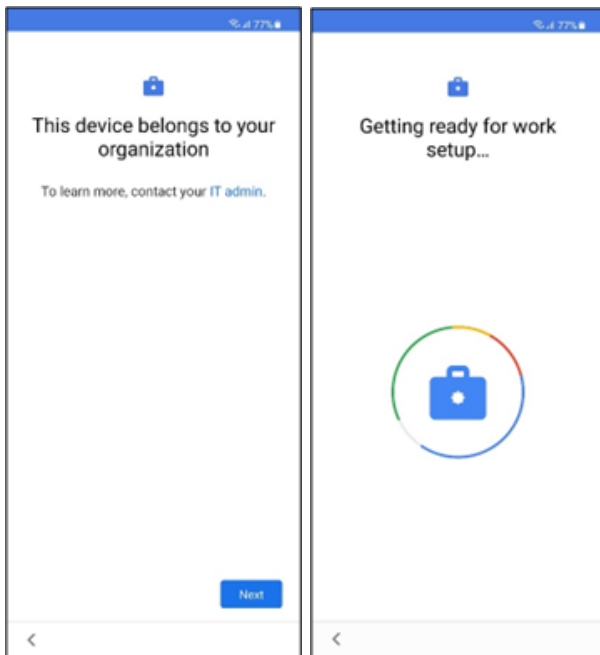 77%
This device belongs to your
organization
To learn more, contact your IT admin.
Next
77%
Getting ready for work
setup...